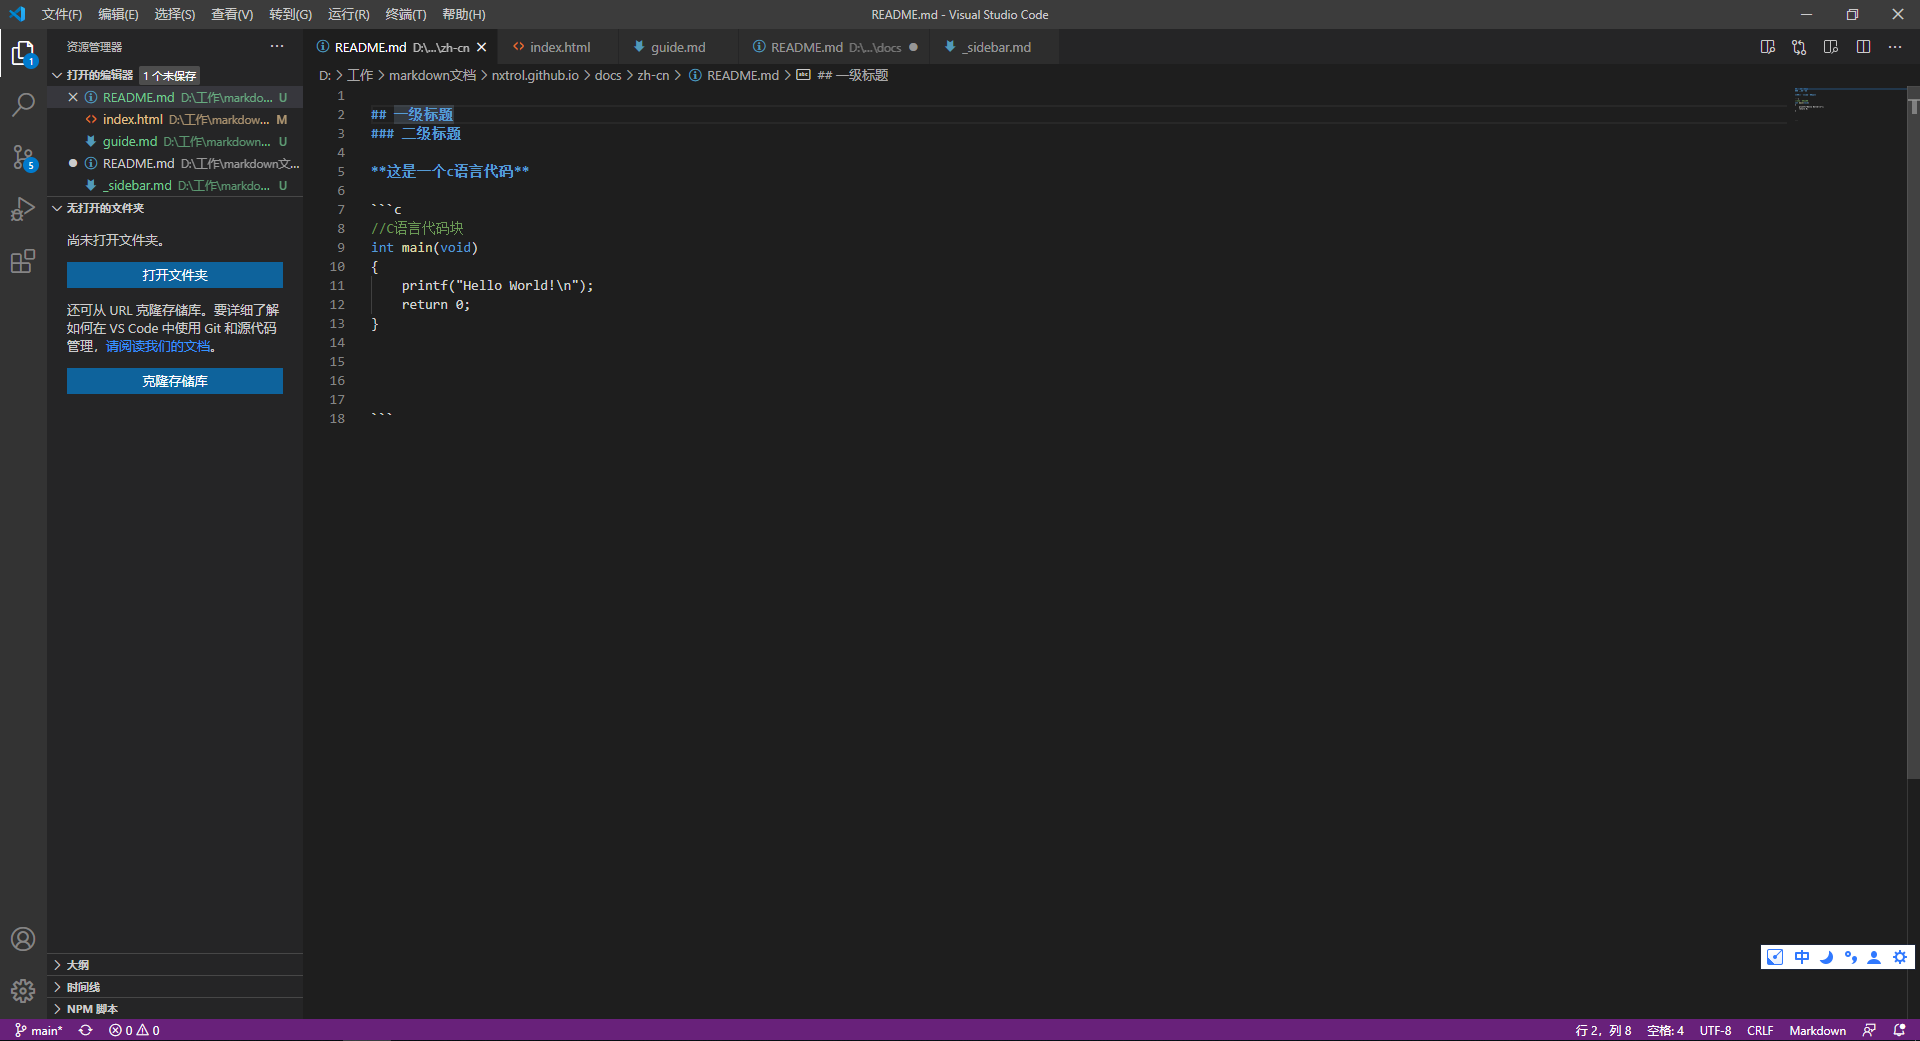 文件(F) 编辑(E) 选择(S) 查看(V) 转到(G) 运行(R) 终端(T) 帮助(H) README.md - Visual Studio Code
资源管理器 ···
打开的编辑器 1 个未保存
README.md D:\工作\markdo... U
index.html D:\工作\markdow... M
guide.md D:\工作\markdown... U
README.md D:\工作\markdown文...
_sidebar.md D:\工作\markdo... U
无打开的文件夹
尚未打开文件夹。
打开文件夹
还可从 URL 克隆存储库。要详细了解
如何在 VS Code 中使用 Git 和源代码
管理，请阅读我们的文档。
克隆存储库
大纲
时间线
NPM 脚本
1
5
README.md D:\...\zh-cn index.html guide.md README.md D:\...\docs _sidebar.md
D: > 工作 > markdown文档 > nxtrol.github.io > docs > zh-cn > README.md > ## 一级标题
1
2 ## 一级标题
3 ### 二级标题
4
5 **这是一个c语言代码**
6
7 ```c
8 //C语言代码块
9 int main(void)
10 {
11     printf("Hello World!\n");
12     return 0;
13 }
14
15
16
17
18 ```
中
main* 0 0 行 2，列 8 空格: 4 UTF-8 CRLF Markdown